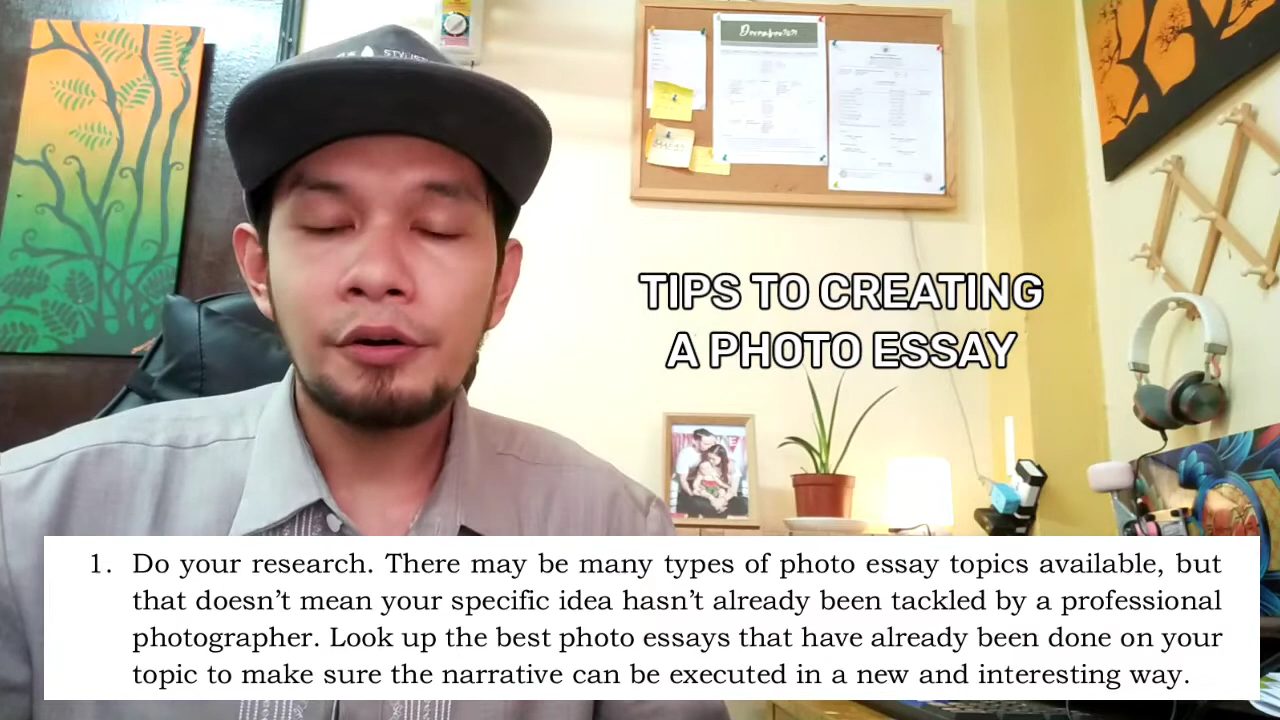 STYLIST
December 2021
TIPS TO CREATING
A PHOTO ESSAY
1. Do your research. There may be many types of photo essay topics available, but
that doesn’t mean your specific idea hasn’t already been tackled by a professional
photographer. Look up the best photo essays that have already been done on your
topic to make sure the narrative can be executed in a new and interesting way.